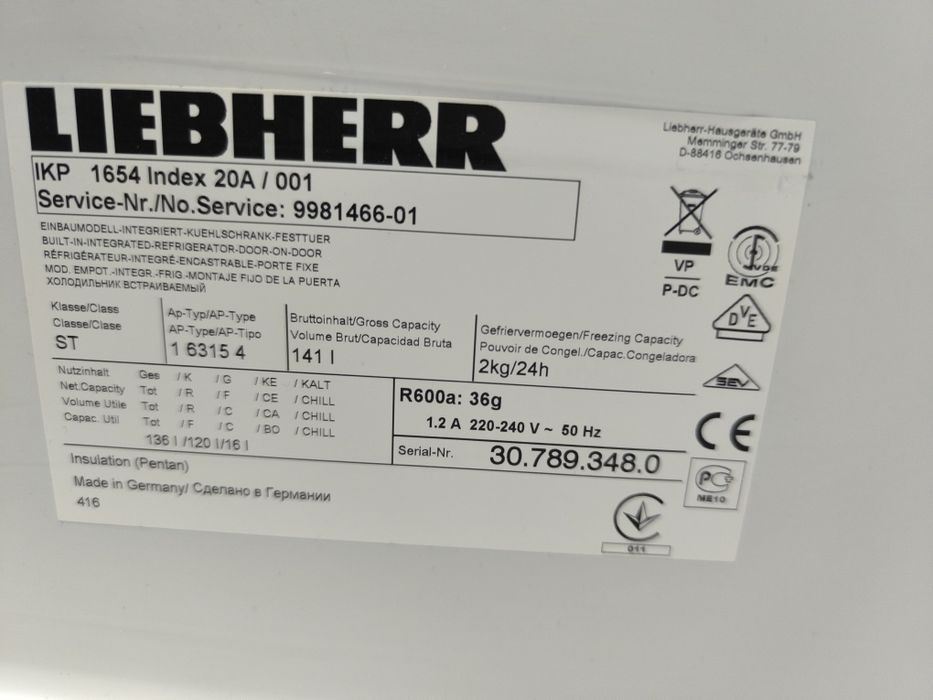 LIEBHERR
Liebherr-Hausgeräte GmbH
Memminger Str. 77-79
D-88416 Ochsenhausen
IKP 1654 Index 20A / 001
Service-Nr./No.Service: 9981466-01
EINBAUMODELL-INTEGRIERT-KUEHLSCHRANK-FESTTUER
BUILT-IN-INTEGRATED-REFRIGERATOR-DOOR-ON-DOOR
RÉFRIGÉRATEUR-INTEGRÉ-ENCASTRABLE-PORTE FIXE
MOD. EMPOT.-INTEGR.-FRIG.-MONTAJE FIJO DE LA PUERTA
ХОЛОДИЛЬНИК ВСТРАИВАЕМЫЙ
VP
P-DC
VDE
EMC
DVE
SEV
Klasse/Class
Classe/Clase
ST
Ap-Typ/AP-Type
AP-Type/AP-Tipo
1 6315 4
Bruttoinhalt/Gross Capacity
Volume Brut/Capacidad Bruta
141 l
Gefriervermoegen/Freezing Capacity
Pouvoir de Congel./Capac.Congeladora
2kg/24h
Nutzinhalt Ges /K /G /KE /KALT
Net.Capacity Tot /R /F /CE /CHILL
Volume Utile Tot /R /C /CA /CHILL
Capac. Util Tot /F /C /BO /CHILL
136 l /120 l/16 l
R600a: 36g
1.2 A 220-240 V ~ 50 Hz
Serial-Nr. 30.789.348.0
CE
Insulation (Pentan)
Made in Germany/ Сделано в Германии
416
ME10
011